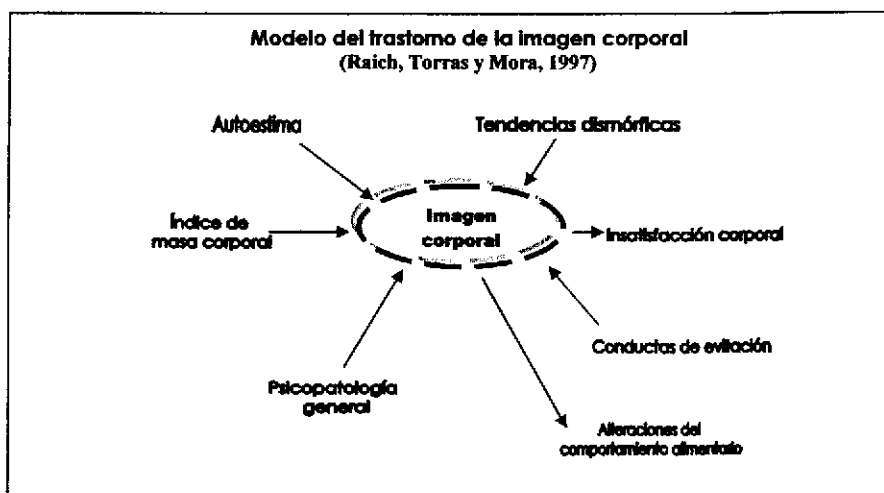 Modelo del trastorno de la imagen corporal
(Raich, Torras y Mora, 1997)
Autoestima
Tendencias dismórficas
Índice de
masa corporal
Imagen
corporal
Insatisfacción corporal
Conductas de evitación
Psicopatología
general
Alteraciones del
comportamiento alimentario